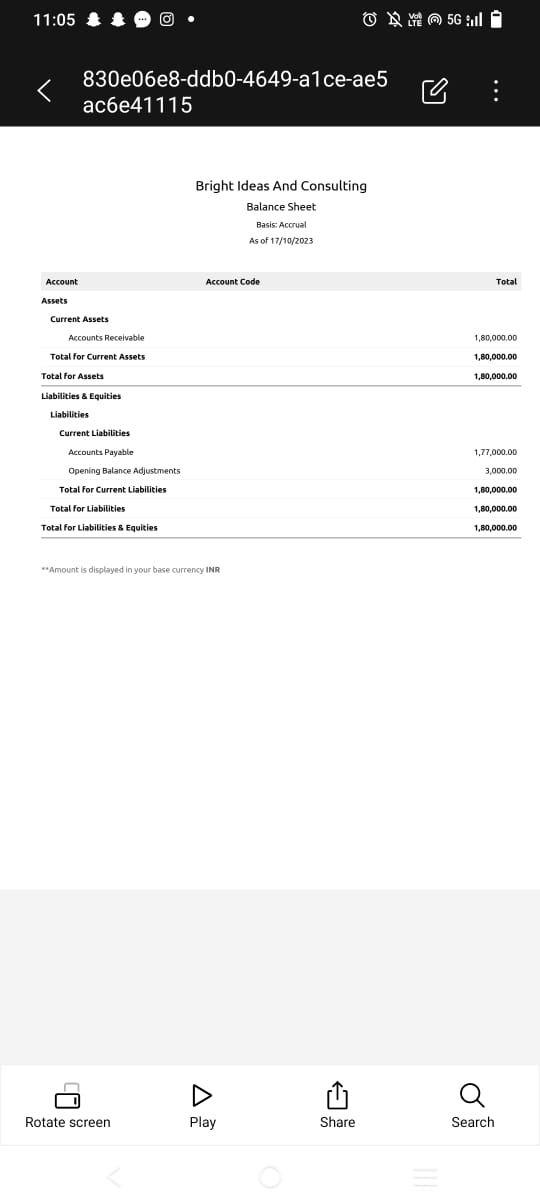 11:05
Vol) LTE 5G
830e06e8-ddb0-4649-a1ce-ae5
ac6e41115
Bright Ideas And Consulting
Balance Sheet
Basis: Accrual
As of 17/10/2023
Account Account Code Total
Assets
Current Assets
Accounts Receivable 1,80,000.00
Total for Current Assets 1,80,000.00
Total for Assets 1,80,000.00
Liabilities & Equities
Liabilities
Current Liabilities
Accounts Payable 1,77,000.00
Opening Balance Adjustments 3,000.00
Total for Current Liabilities 1,80,000.00
Total for Liabilities 1,80,000.00
Total for Liabilities & Equities 1,80,000.00
**Amount is displayed in your base currency INR
Rotate screen Play Share Search